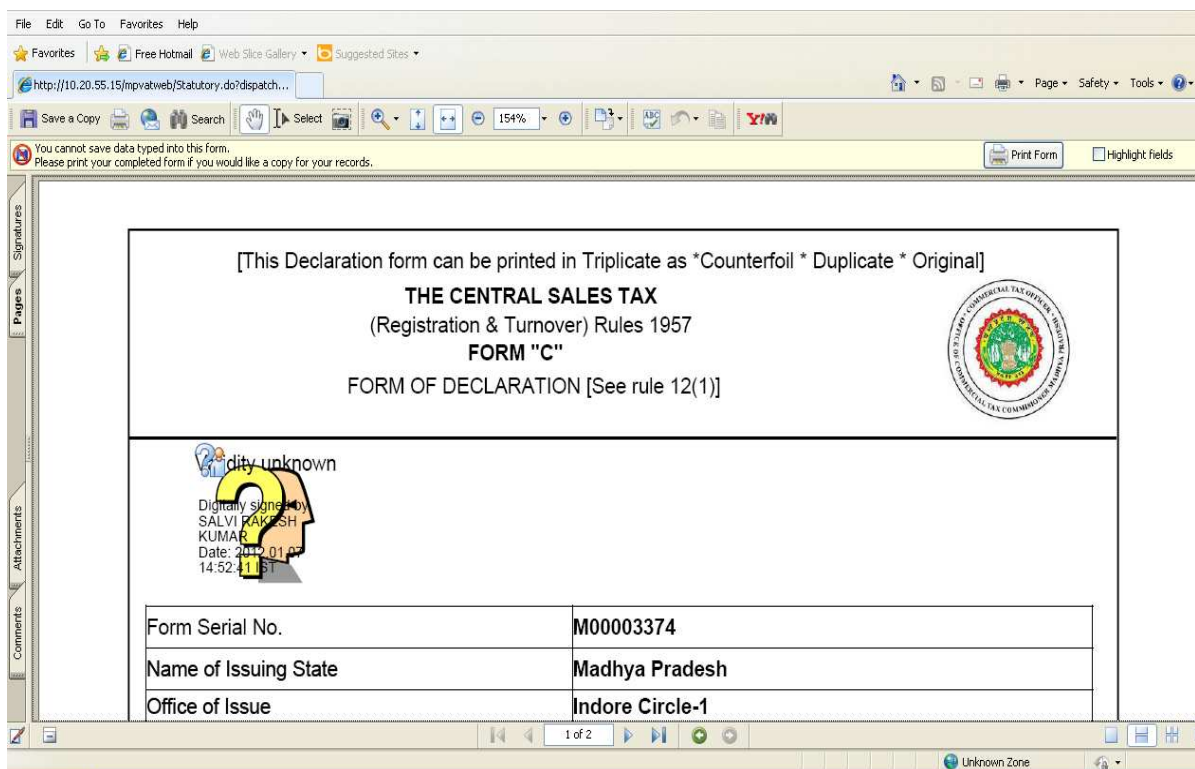 File Edit Go To Favorites Help
Favorites Free Hotmail Web Slice Gallery Suggested Sites
http://10.20.55.15/mpvatweb/Statutory.do?dispatch...
Page Safety Tools
Save a Copy Search Select 154%
You cannot save data typed into this form.
Please print your completed form if you would like a copy for your records.
Print Form Highlight fields
Signatures
Pages
Attachments
Comments
[This Declaration form can be printed in Triplicate as *Counterfoil * Duplicate * Original]
THE CENTRAL SALES TAX
(Registration & Turnover) Rules 1957
FORM "C"
FORM OF DECLARATION [See rule 12(1)]
unknown
Digitally signed by
SALVI RAKESH
KUMAR
Date: 2012.01.07
14:52:41 IST
Form Serial No. M00003374
Name of Issuing State Madhya Pradesh
Office of Issue Indore Circle-1
1 of 2
Unknown Zone